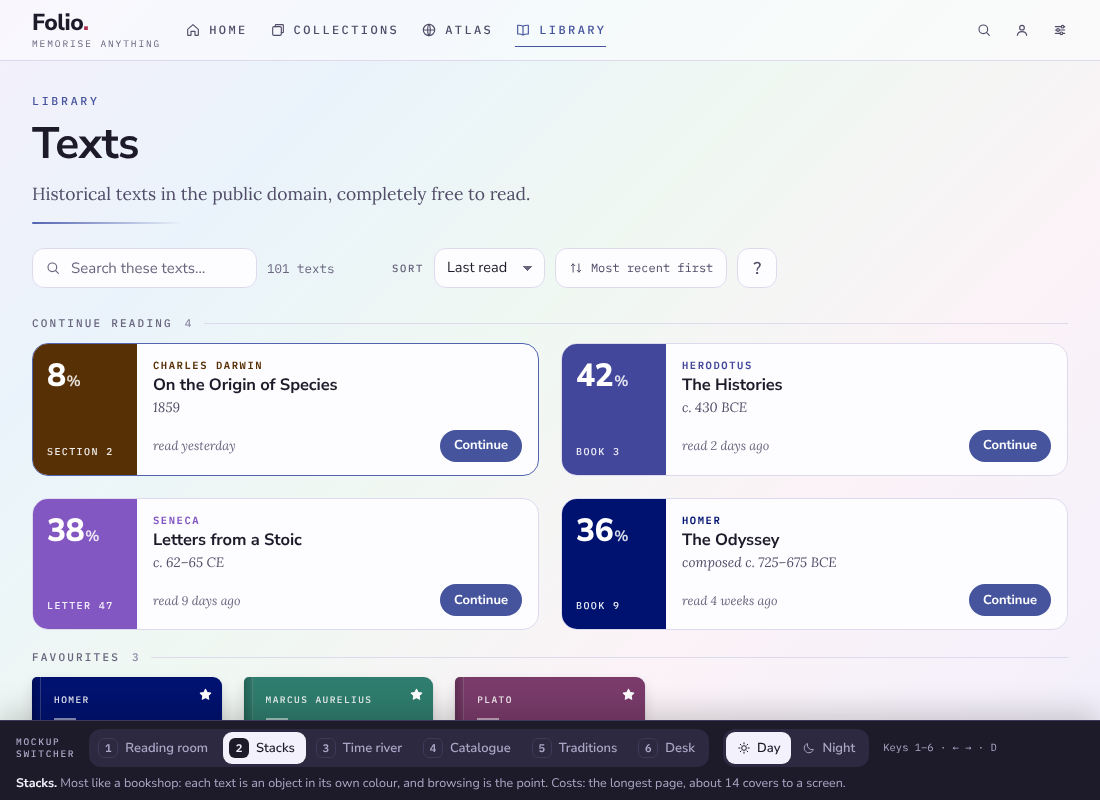 Folio.
MEMORISE ANYTHING
HOME
COLLECTIONS
ATLAS
LIBRARY
LIBRARY
Texts
Historical texts in the public domain, completely free to read.
Search these texts…
101 texts
SORT
Last read
Most recent first
?
CONTINUE READING 4
8%
SECTION 2
CHARLES DARWIN
On the Origin of Species
1859
read yesterday
Continue
42%
BOOK 3
HERODOTUS
The Histories
c. 430 BCE
read 2 days ago
Continue
38%
LETTER 47
SENECA
Letters from a Stoic
c. 62–65 CE
read 9 days ago
Continue
36%
BOOK 9
HOMER
The Odyssey
composed c. 725–675 BCE
read 4 weeks ago
Continue
FAVOURITES 3
HOMER
MARCUS AURELIUS
PLATO
MOCKUP
SWITCHER
1 Reading room
2 Stacks
3 Time river
4 Catalogue
5 Traditions
6 Desk
Day
Night
Keys 1–6 · ← → · D
Stacks. Most like a bookshop: each text is an object in its own colour, and browsing is the point. Costs: the longest page, about 14 covers to a screen.